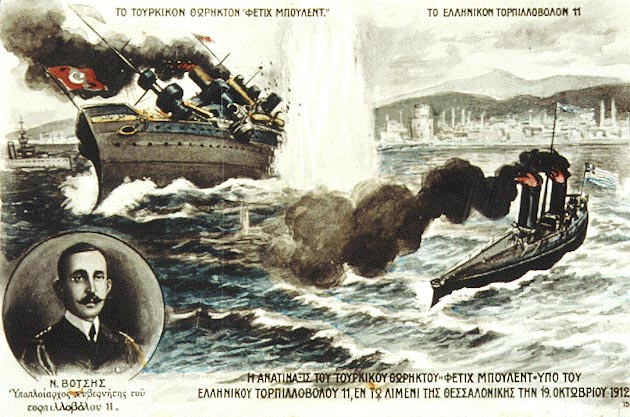 ΤΟ ΤΟΥΡΚΙΚΟΝ ΘΩΡΗΚΤΟΝ "ΦΕΤΙΧ ΜΠΟΥΛΕΝΤ."
ΤΟ ΕΛΛΗΝΙΚΟΝ ΤΟΡΠΙΛΛΟΒΟΛΟΝ 11
Ν. ΒΟΤΣΗΣ
Ὑποπλοίαρχος κυβερνήτης τοῦ
τορπιλλοβόλου 11.
Η ΑΝΑΤΙΝΑΞΙΣ ΤΟΥ ΤΟΥΡΚΙΚΟΥ ΘΩΡΗΚΤΟΥ «ΦΕΤΙΧ ΜΠΟΥΛΕΝΤ» ΥΠΟ ΤΟΥ
ΕΛΛΗΝΙΚΟΥ ΤΟΡΠΙΛΛΟΒΟΛΟΥ 11, ΕΝ ΤΩ ΛΙΜΕΝΙ ΤΗΣ ΘΕΣΣΑΛΟΝΙΚΗΣ ΤΗΝ 19. ΟΚΤΩΒΡΙΟΥ 1912